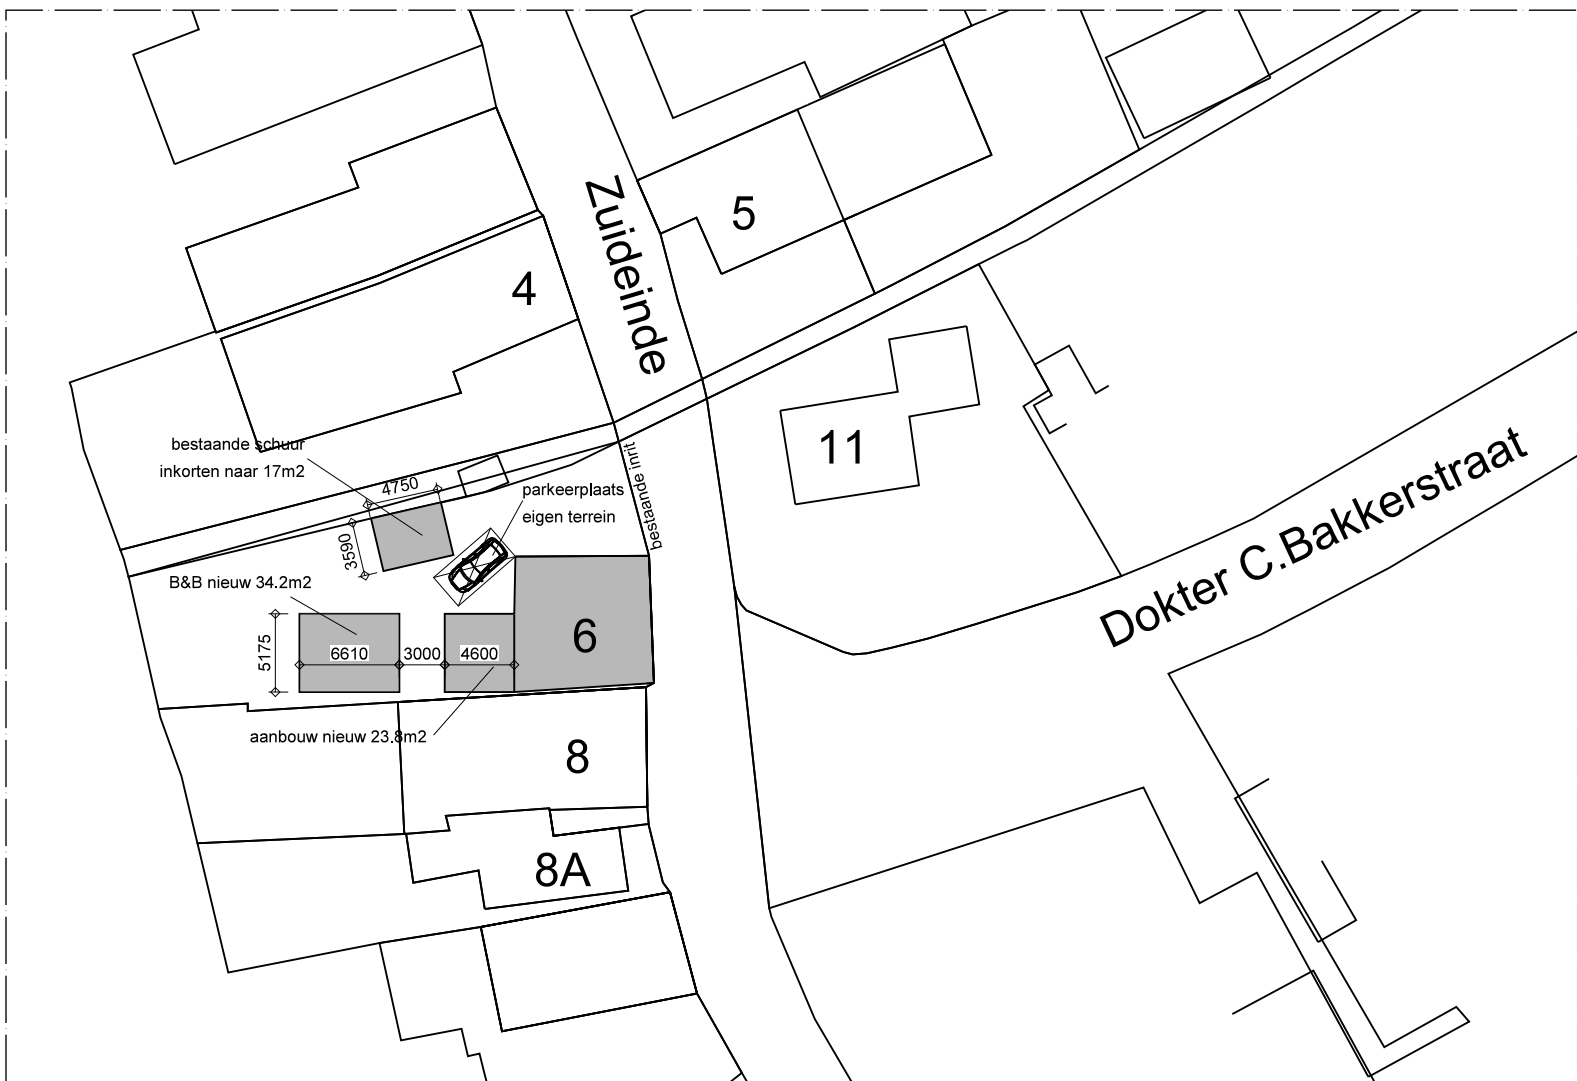 Zuideinde
5
4
11
bestaande schuur
inkorten naar 17m2
4750
3590
parkeerplaats
eigen terrein
bestaande inrit
Dokter C.Bakkerstraat
B&B nieuw 34.2m2
5175
6610
3000
4600
6
aanbouw nieuw 23.8m2
8
8A